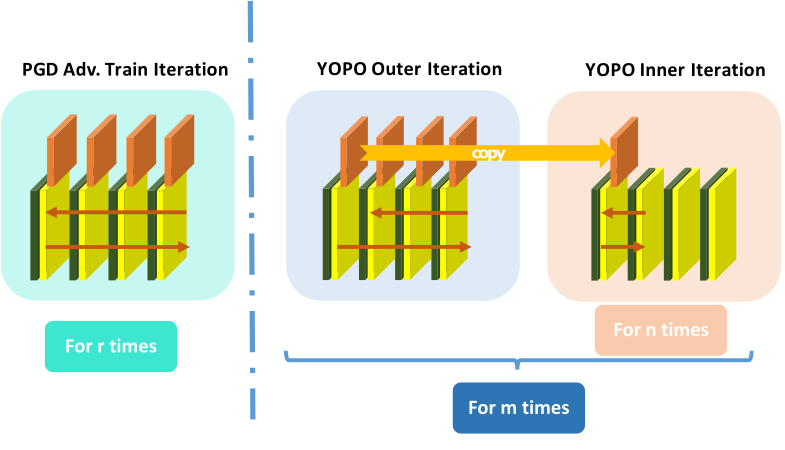 PGD Adv. Train Iteration
YOPO Outer Iteration
YOPO Inner Iteration
copy
For r times
For n times
For m times